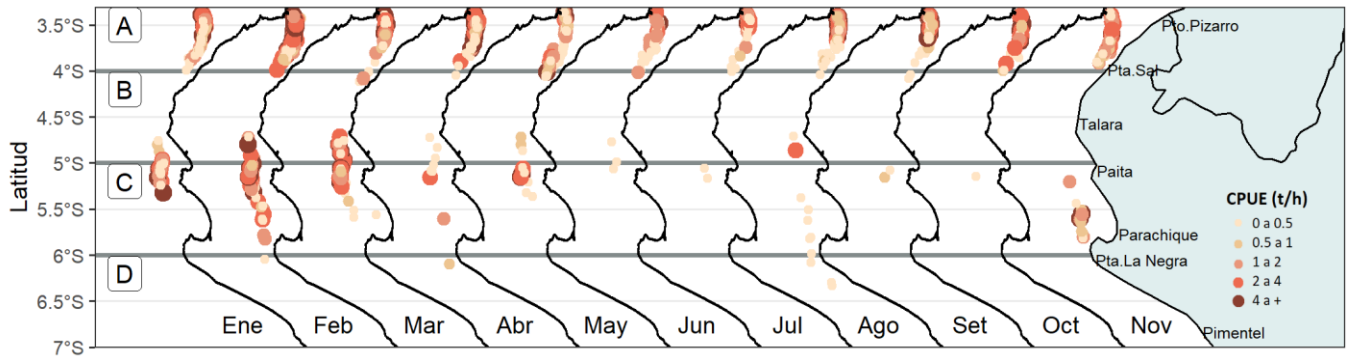 A
3.5°S
Pto.Pizarro
4°S
Pta.Sal
B
4.5°S
Talara
5°S
Paita
C
Latitud
5.5°S
CPUE (t/h)
0 a 0.5
0.5 a 1
1 a 2
2 a 4
4 a +
Parachique
6°S
Pta.La Negra
D
6.5°S
Ene Feb Mar Abr May Jun Jul Ago Set Oct Nov
Pimentel
7°S